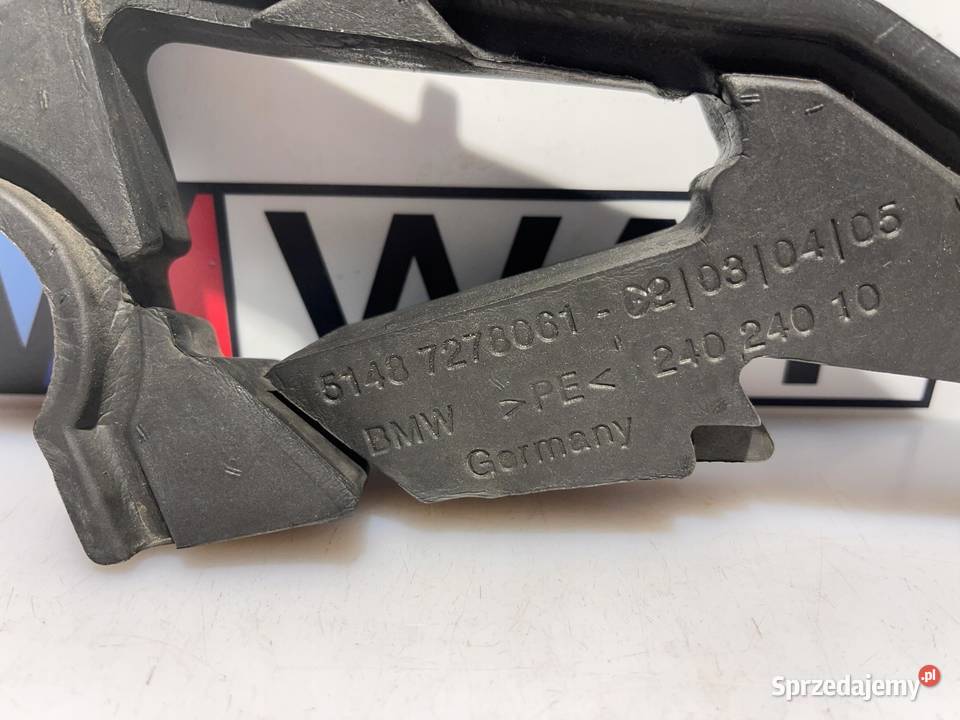 5148 7278061 - 02|03|04|05
BMW >PE< 240 240 10
Germany
Sprzedajemy.pl